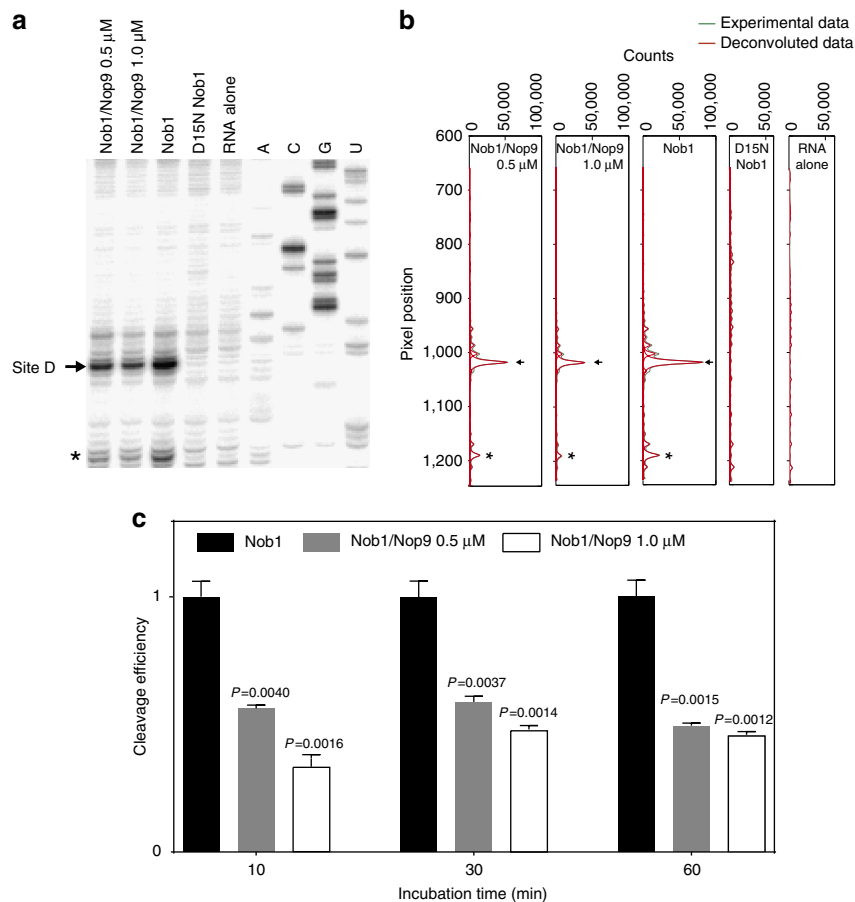 a
Nob1/Nop9 0.5 μM
Nob1/Nop9 1.0 μM
Nob1
D15N Nob1
RNA alone
A
C
G
U
Site D
*
b
Experimental data
Deconvoluted data
Counts
0
50,000
100,000
0
50,000
100,000
0
50,000
100,000
0
50,000
0
50,000
Pixel position
600
700
800
900
1,000
1,100
1,200
Nob1/Nop9
0.5 μM
Nob1/Nop9
1.0 μM
Nob1
D15N
Nob1
RNA
alone
*
*
*
c
Nob1
Nob1/Nop9 0.5 μM
Nob1/Nop9 1.0 μM
Cleavage efficiency
1
0
P=0.0040
P=0.0016
P=0.0037
P=0.0014
P=0.0015
P=0.0012
10
30
60
Incubation time (min)